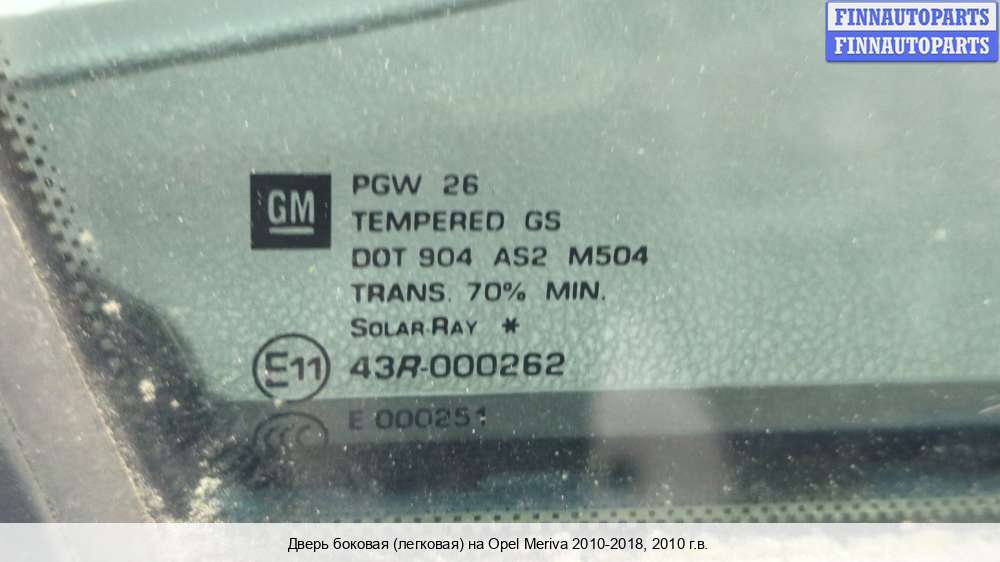 FINNAUTOPARTS
FINNAUTOPARTS
GM
PGW 26
TEMPERED GS
DOT 904 AS2 M504
TRANS. 70% MIN.
SOLAR-RAY *
E11 43R-000262
CCC E 000251
Дверь боковая (легковая) на Opel Meriva 2010-2018, 2010 г.в.